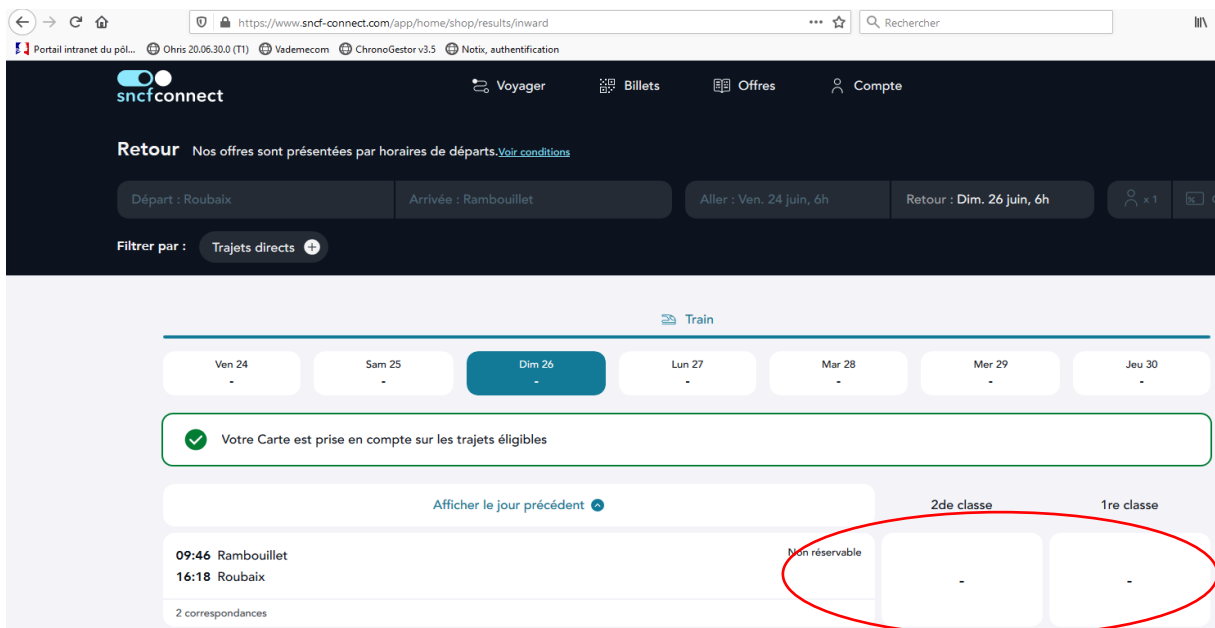 https://www.sncf-connect.com/app/home/shop/results/inward
Rechercher
Portail intranet du pôl... Ohris 20.06.30.0 (T1) Vademecom ChronoGestor v3.5 Notix, authentification
sncf connect
Voyager Billets Offres Compte
Retour Nos offres sont présentées par horaires de départs.Voir conditions
Départ : Roubaix Arrivée : Rambouillet Aller : Ven. 24 juin, 6h Retour : Dim. 26 juin, 6h x 1
Filtrer par : Trajets directs
Train
Ven 24 Sam 25 Dim 26 Lun 27 Mar 28 Mer 29 Jeu 30
- - - - - - -
Votre Carte est prise en compte sur les trajets éligibles
Afficher le jour précédent 2de classe 1re classe
09:46 Rambouillet Non réservable
16:18 Roubaix
- -
2 correspondances